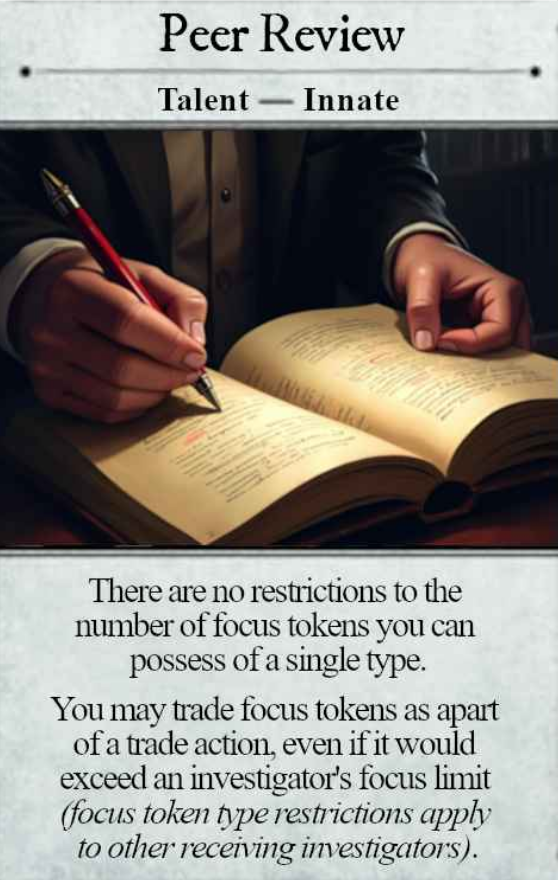 Peer Review
Talent — Innate
There are no restrictions to the
number of focus tokens you can
possess of a single type.
You may trade focus tokens as apart
of a trade action, even if it would
exceed an investigator's focus limit
(focus token type restrictions apply
to other receiving investigators).